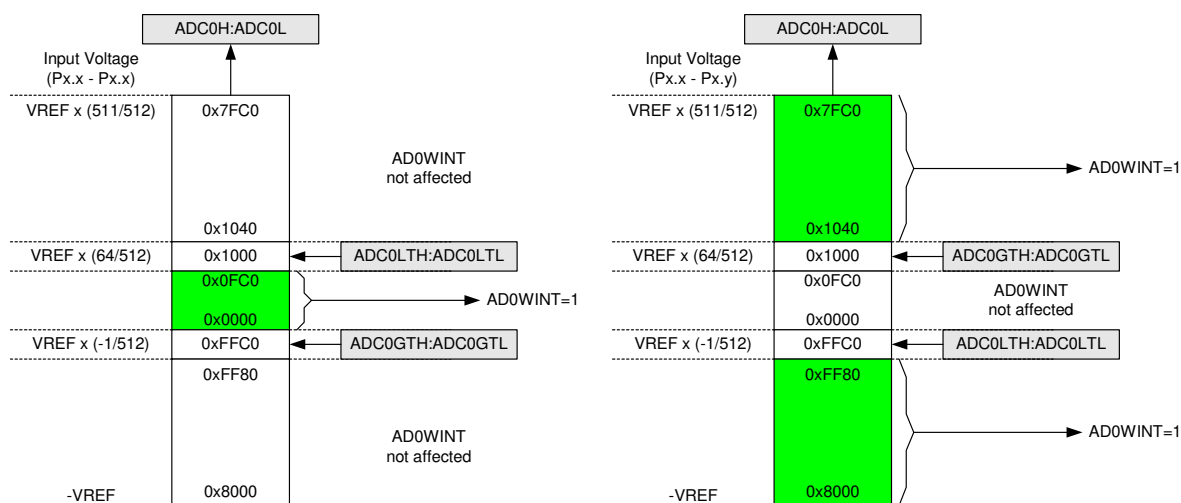 ADC0H:ADC0L
Input Voltage
(Px.x - Px.x)
VREF x (511/512)
0x7FC0
AD0WINT
not affected
0x1040
VREF x (64/512)
0x1000
ADC0LTH:ADC0LTL
0x0FC0
AD0WINT=1
0x0000
VREF x (-1/512)
0xFFC0
ADC0GTH:ADC0GTL
0xFF80
AD0WINT
not affected
-VREF
0x8000
ADC0H:ADC0L
Input Voltage
(Px.x - Px.y)
VREF x (511/512)
0x7FC0
AD0WINT=1
0x1040
VREF x (64/512)
0x1000
ADC0GTH:ADC0GTL
0x0FC0
AD0WINT
not affected
0x0000
VREF x (-1/512)
0xFFC0
ADC0LTH:ADC0LTL
0xFF80
AD0WINT=1
-VREF
0x8000